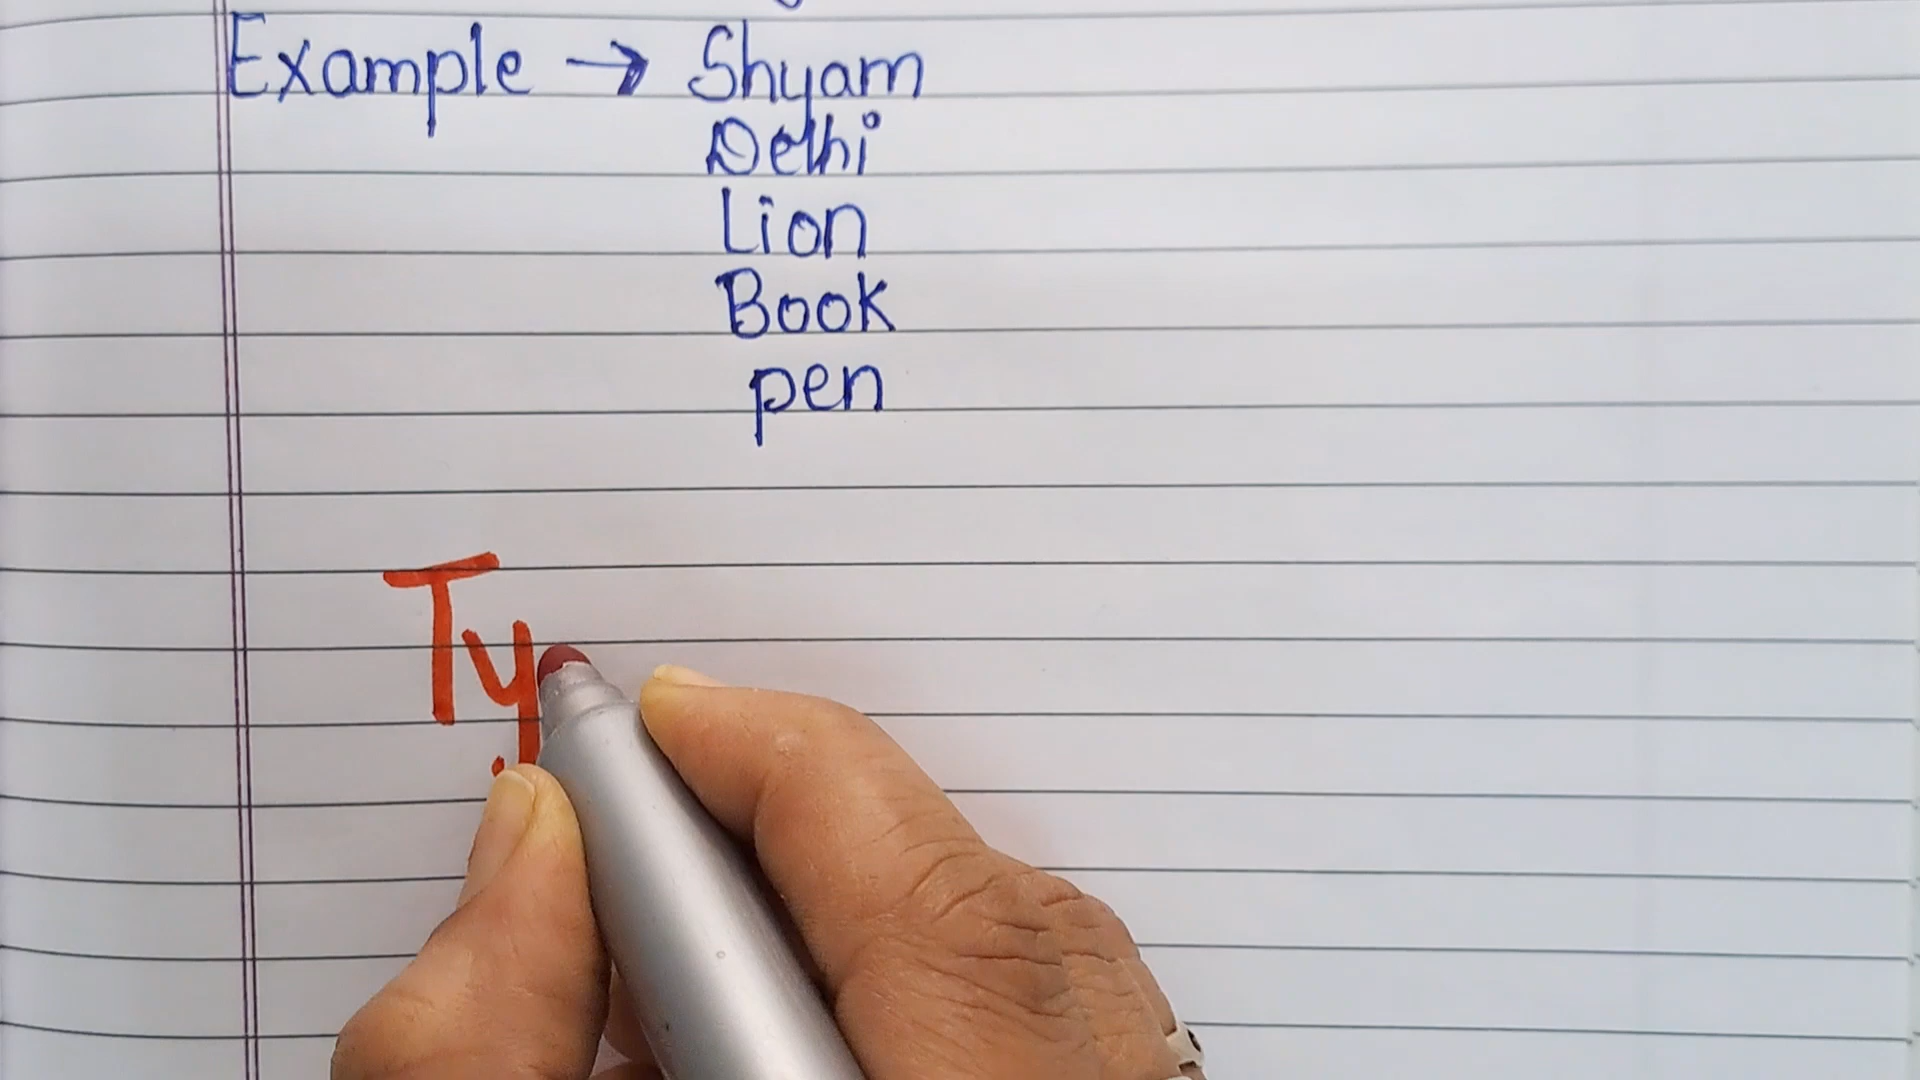 Example → Shyam
Delhi
Lion
Book
pen
Ty